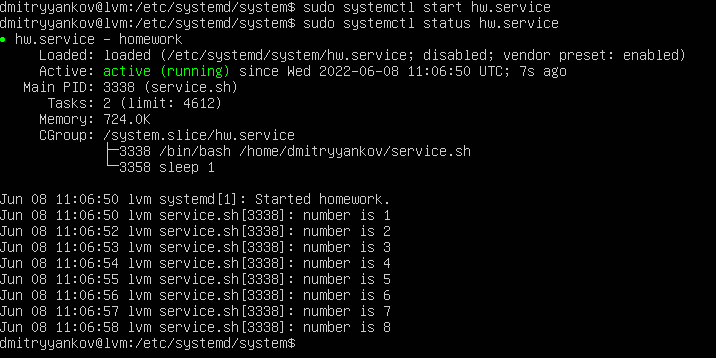 dmitryyankov@lvm:/etc/systemd/system$ sudo systemctl start hw.service
dmitryyankov@lvm:/etc/systemd/system$ sudo systemctl status hw.service
● hw.service - homework
     Loaded: loaded (/etc/systemd/system/hw.service; disabled; vendor preset: enabled)
     Active: active (running) since Wed 2022-06-08 11:06:50 UTC; 7s ago
   Main PID: 3338 (service.sh)
      Tasks: 2 (limit: 4612)
     Memory: 724.0K
     CGroup: /system.slice/hw.service
             ├─3338 /bin/bash /home/dmitryyankov/service.sh
             └─3358 sleep 1

Jun 08 11:06:50 lvm systemd[1]: Started homework.
Jun 08 11:06:50 lvm service.sh[3338]: number is 1
Jun 08 11:06:52 lvm service.sh[3338]: number is 2
Jun 08 11:06:53 lvm service.sh[3338]: number is 3
Jun 08 11:06:54 lvm service.sh[3338]: number is 4
Jun 08 11:06:55 lvm service.sh[3338]: number is 5
Jun 08 11:06:56 lvm service.sh[3338]: number is 6
Jun 08 11:06:57 lvm service.sh[3338]: number is 7
Jun 08 11:06:58 lvm service.sh[3338]: number is 8
dmitryyankov@lvm:/etc/systemd/system$